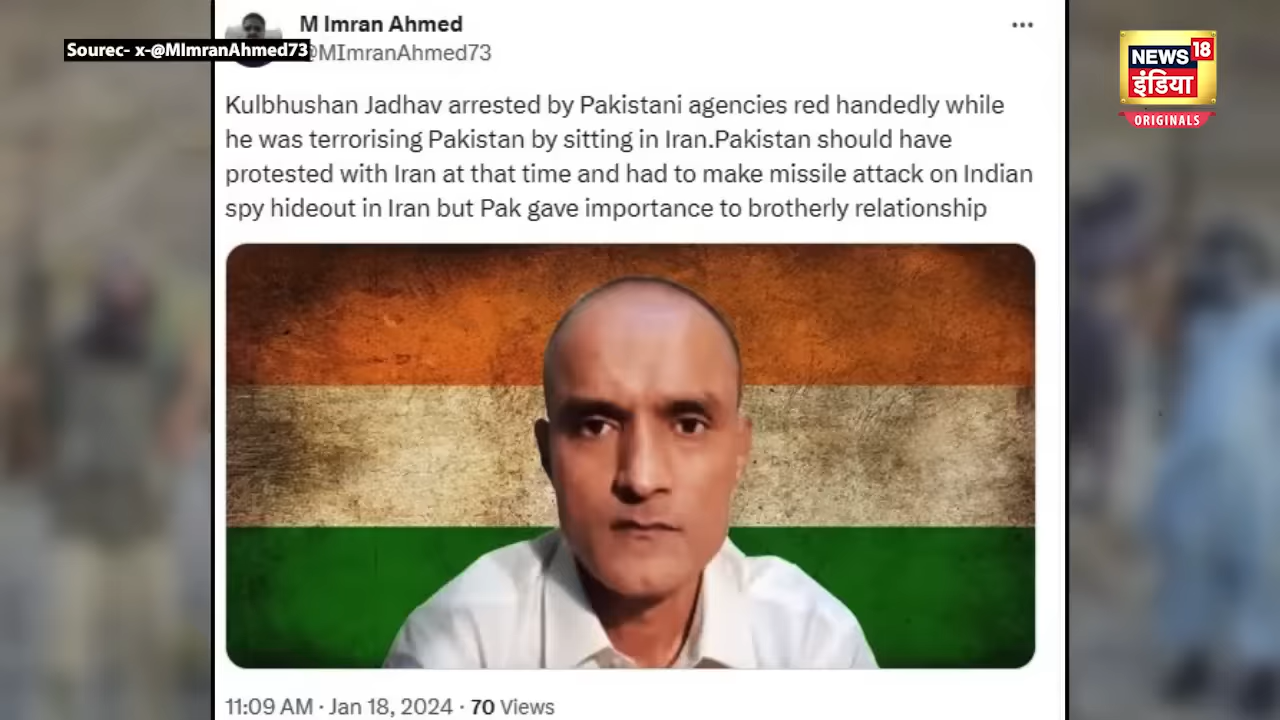 M Imran Ahmed
Sourec- x-@MImranAhmed73
@MImranAhmed73
NEWS 18
इंडिया
ORIGINALS
Kulbhushan Jadhav arrested by Pakistani agencies red handedly while
he was terrorising Pakistan by sitting in Iran.Pakistan should have
protested with Iran at that time and had to make missile attack on Indian
spy hideout in Iran but Pak gave importance to brotherly relationship
11:09 AM · Jan 18, 2024 · 70 Views